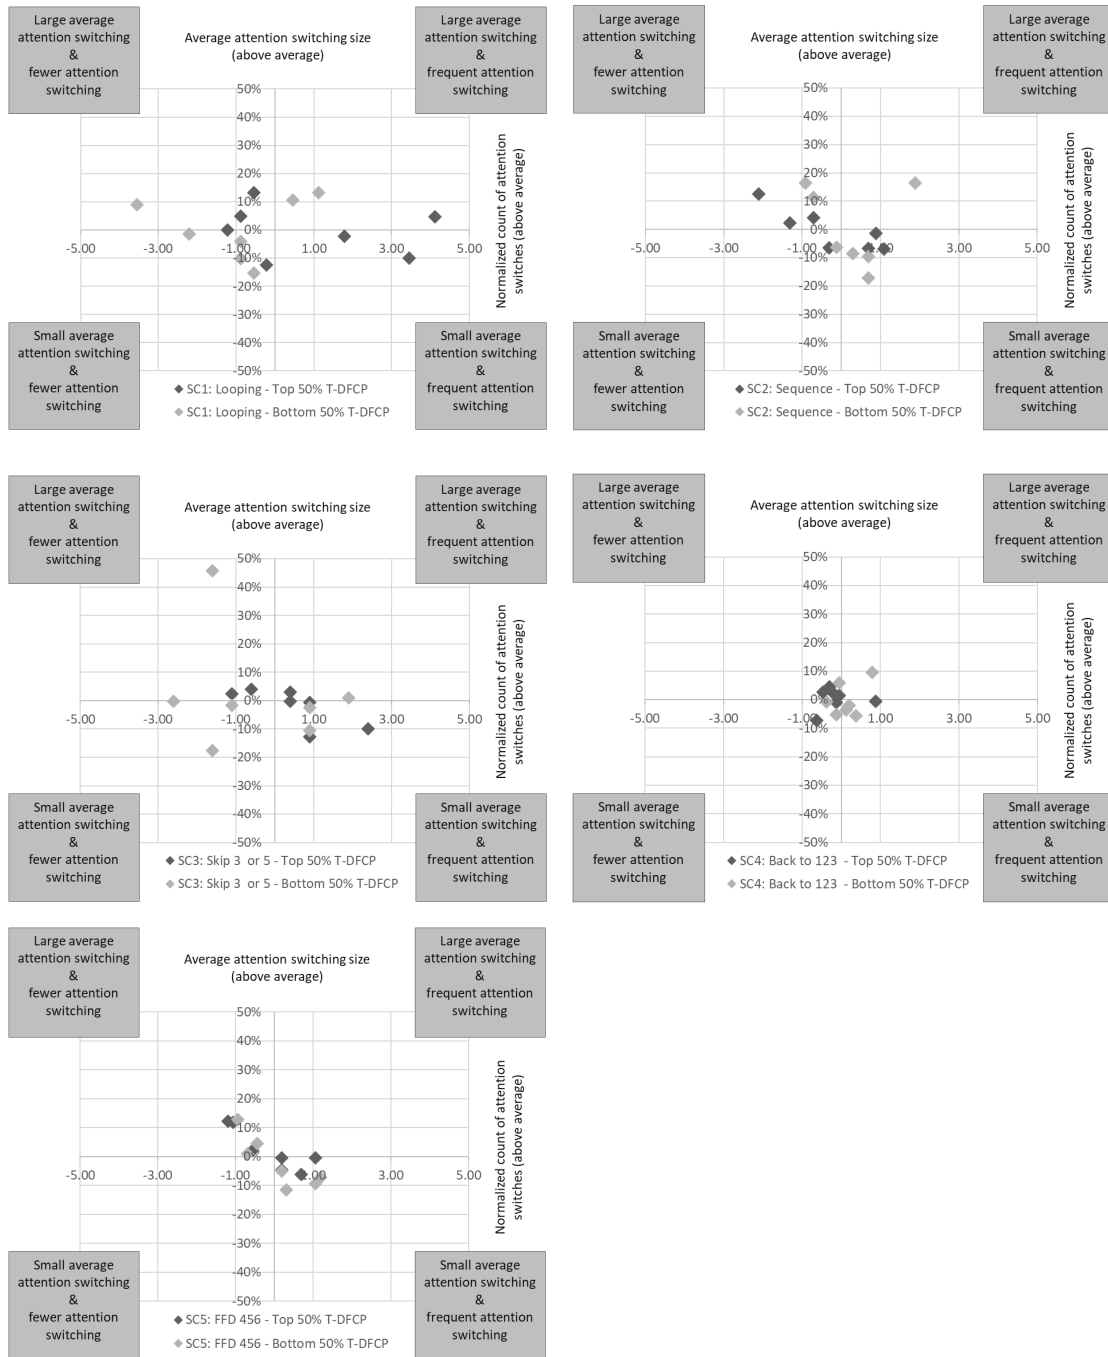 Large average
attention switching
&
fewer attention
switching
Average attention switching size
(above average)
Large average
attention switching
&
frequent attention
switching
50%
40%
30%
20%
10%
0%
-5.00 -3.00 -1.00 1.00 3.00 5.00
-10%
-20%
-30%
-40%
-50%
Normalized count of attention
switches (above average)
Small average
attention switching
&
fewer attention
switching
Small average
attention switching
&
frequent attention
switching
SC1: Looping - Top 50% T-DFCP
SC1: Looping - Bottom 50% T-DFCP
Large average
attention switching
&
fewer attention
switching
Average attention switching size
(above average)
Large average
attention switching
&
frequent attention
switching
50%
40%
30%
20%
10%
0%
-5.00 -3.00 -1.00 1.00 3.00 5.00
-10%
-20%
-30%
-40%
-50%
Normalized count of attention
switches (above average)
Small average
attention switching
&
fewer attention
switching
Small average
attention switching
&
frequent attention
switching
SC2: Sequence - Top 50% T-DFCP
SC2: Sequence - Bottom 50% T-DFCP
Large average
attention switching
&
fewer attention
switching
Average attention switching size
(above average)
Large average
attention switching
&
frequent attention
switching
50%
40%
30%
20%
10%
0%
-5.00 -3.00 -1.00 1.00 3.00 5.00
-10%
-20%
-30%
-40%
-50%
Normalized count of attention
switches (above average)
Small average
attention switching
&
fewer attention
switching
Small average
attention switching
&
frequent attention
switching
SC3: Skip 3 or 5 - Top 50% T-DFCP
SC3: Skip 3 or 5 - Bottom 50% T-DFCP
Large average
attention switching
&
fewer attention
switching
Average attention switching size
(above average)
Large average
attention switching
&
frequent attention
switching
50%
40%
30%
20%
10%
0%
-5.00 -3.00 -1.00 1.00 3.00 5.00
-10%
-20%
-30%
-40%
-50%
Normalized count of attention
switches (above average)
Small average
attention switching
&
fewer attention
switching
Small average
attention switching
&
frequent attention
switching
SC4: Back to 123 - Top 50% T-DFCP
SC4: Back to 123 - Bottom 50% T-DFCP
Large average
attention switching
&
fewer attention
switching
Average attention switching size
(above average)
Large average
attention switching
&
frequent attention
switching
50%
40%
30%
20%
10%
0%
-5.00 -3.00 -1.00 1.00 3.00 5.00
-10%
-20%
-30%
-40%
-50%
Normalized count of attention
switches (above average)
Small average
attention switching
&
fewer attention
switching
Small average
attention switching
&
frequent attention
switching
SC5: FFD 456 - Top 50% T-DFCP
SC5: FFD 456 - Bottom 50% T-DFCP